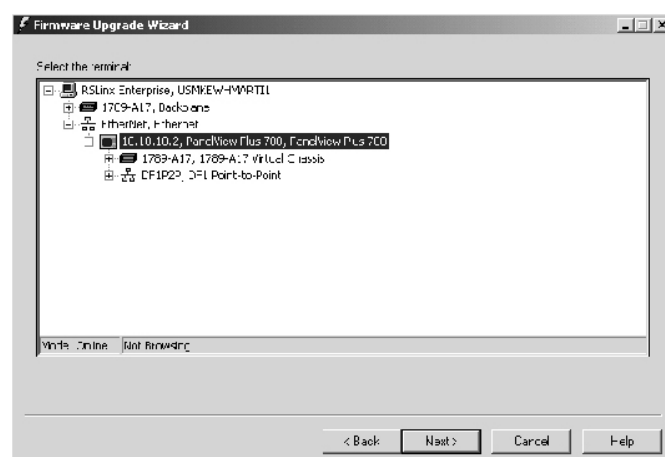 Firmware Upgrade Wizard
Select the terminal:
RSLinx Enterprise,
1789-A17, Backplane
EtherNet, Ethernet
10.10.10.2, PanelView Plus 700, PanelView Plus 700
1789-A17, 1789-A17 Virtual Chassis
DF1P2P, DF1 Point-to-Point
Mode: Online Not Browsing
< Back Next > Cancel Help